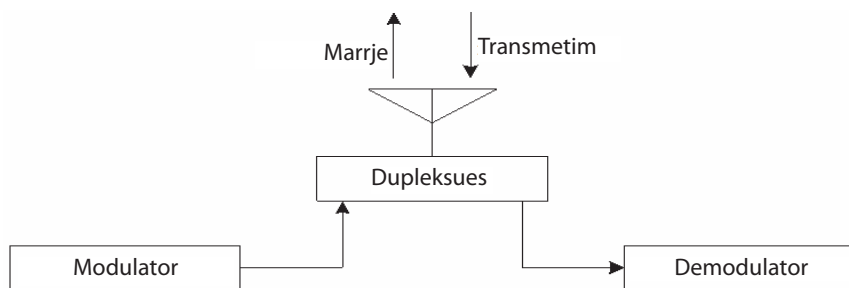 Marrje
Transmetim
Dupleksues
Modulator
Demodulator